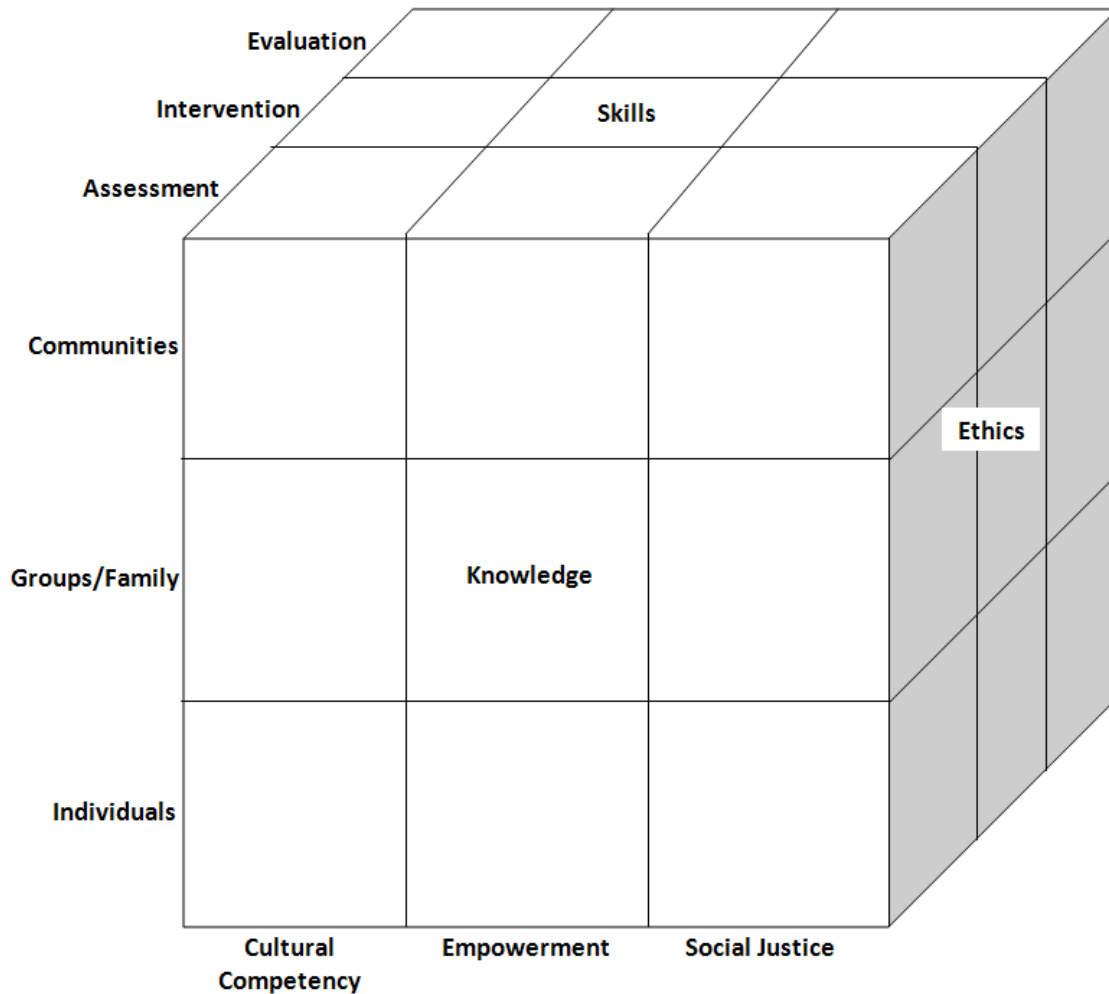 Evaluation
Intervention
Skills
Assessment
Communities
Ethics
Groups/Family
Knowledge
Individuals
Cultural
Competency
Empowerment
Social Justice